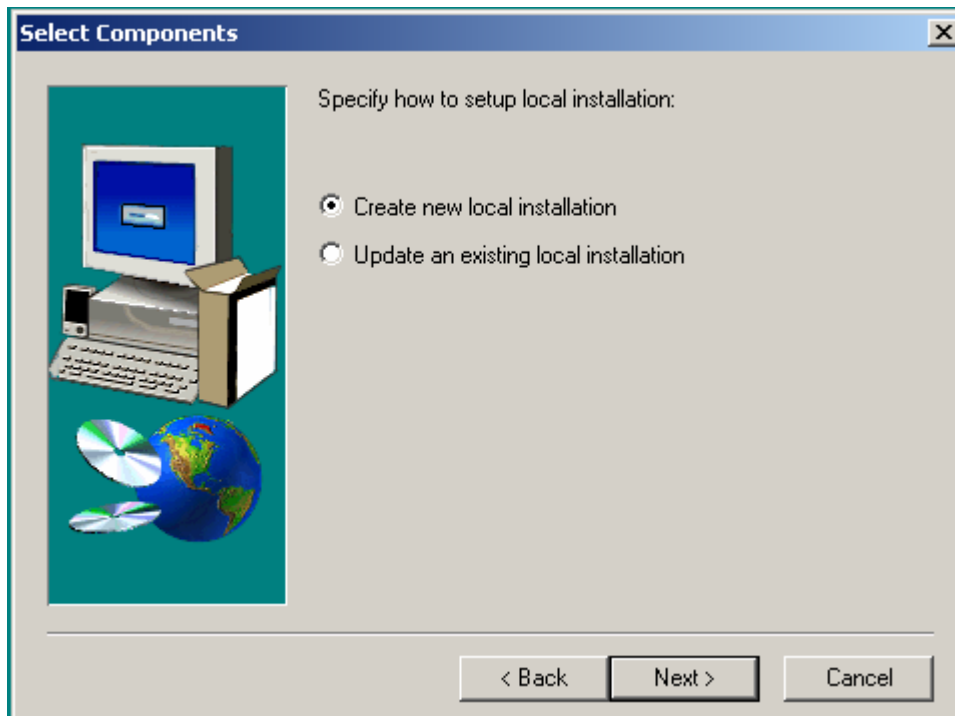 Select Components
Specify how to setup local installation:
Create new local installation
Update an existing local installation
< Back
Next >
Cancel